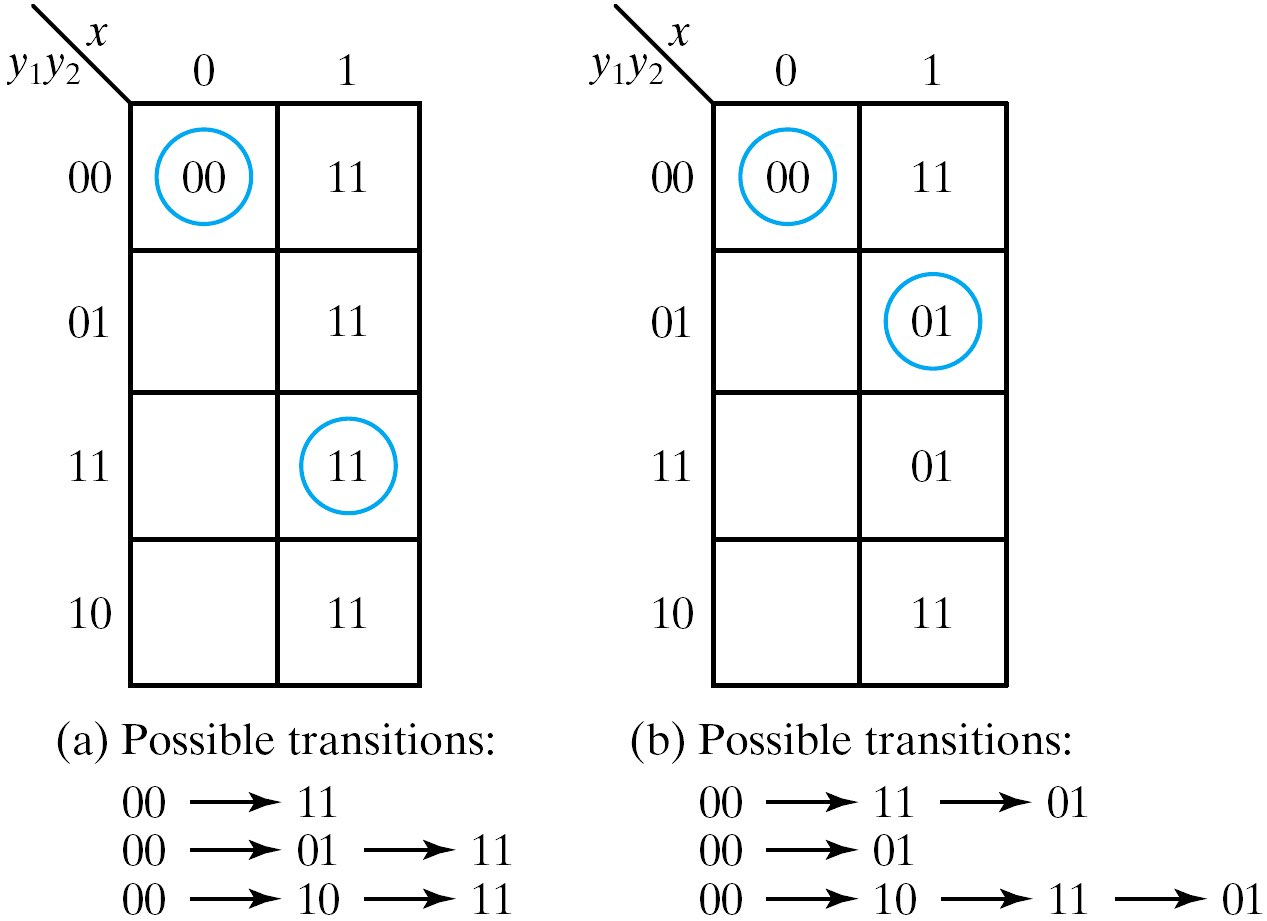 x
y₁y₂ 0 1
00 00 11
01 11
11 11
10 11
(a) Possible transitions:
00 → 11
00 → 01 → 11
00 → 10 → 11
x
y₁y₂ 0 1
00 00 11
01 01
11 01
10 11
(b) Possible transitions:
00 → 11 → 01
00 → 01
00 → 10 → 11 → 01